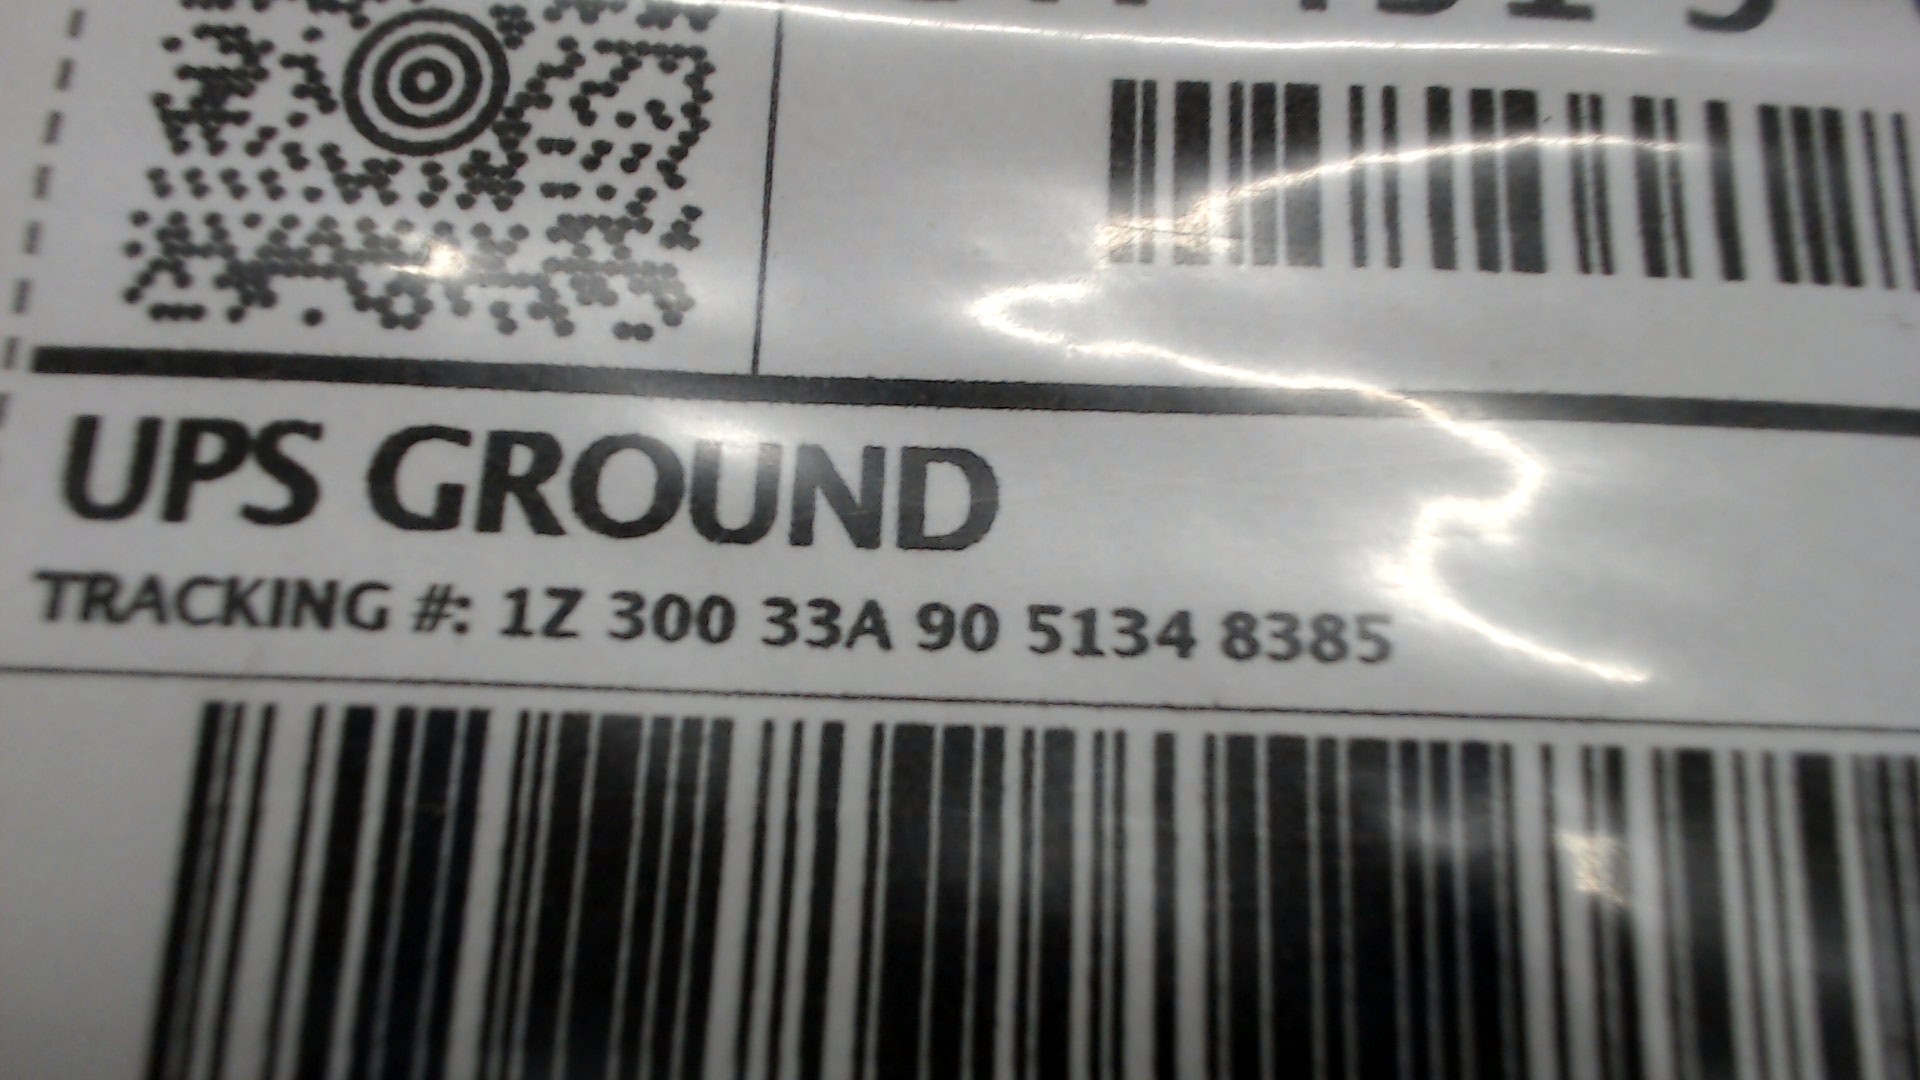 UPS GROUND
TRACKING #: 1Z 300 33A 90 5134 8385